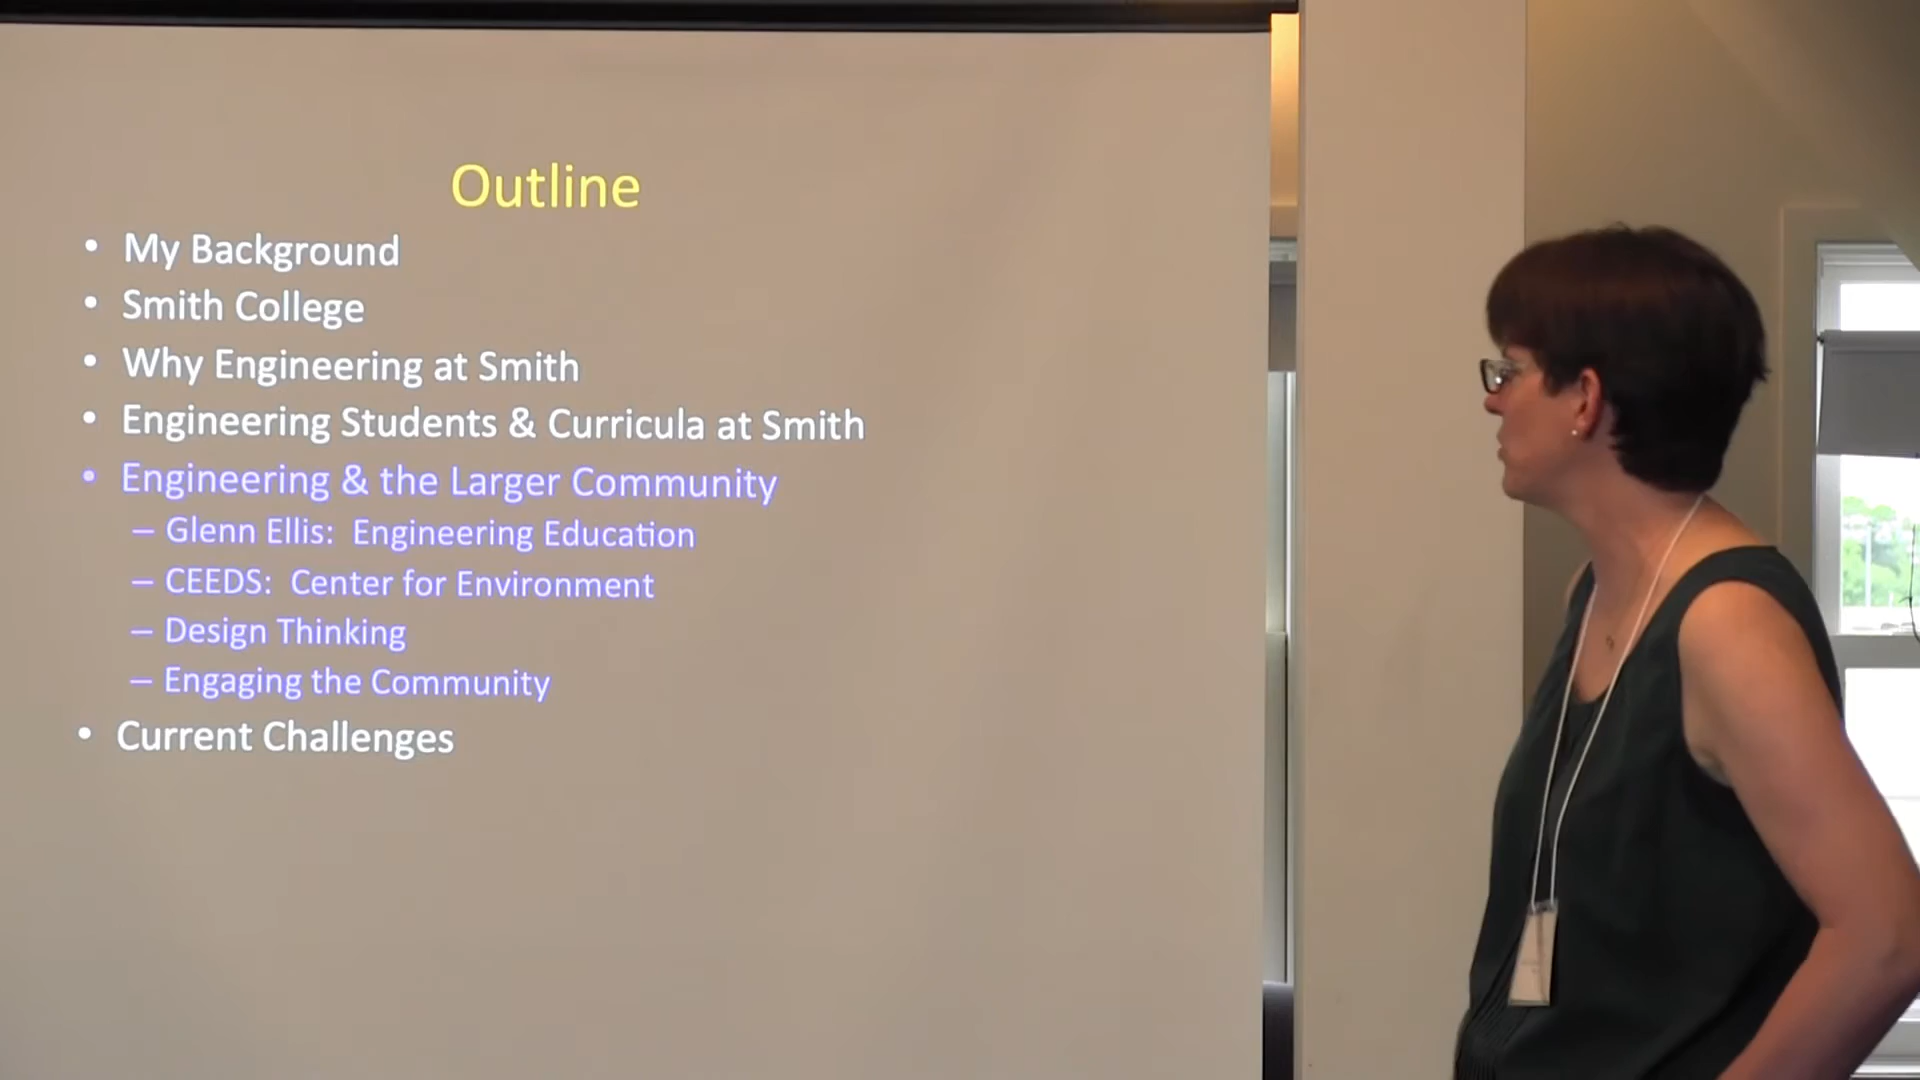 Outline
• My Background
• Smith College
• Why Engineering at Smith
• Engineering Students & Curricula at Smith
• Engineering & the Larger Community
– Glenn Ellis: Engineering Education
– CEEDS: Center for Environment
– Design Thinking
– Engaging the Community
• Current Challenges